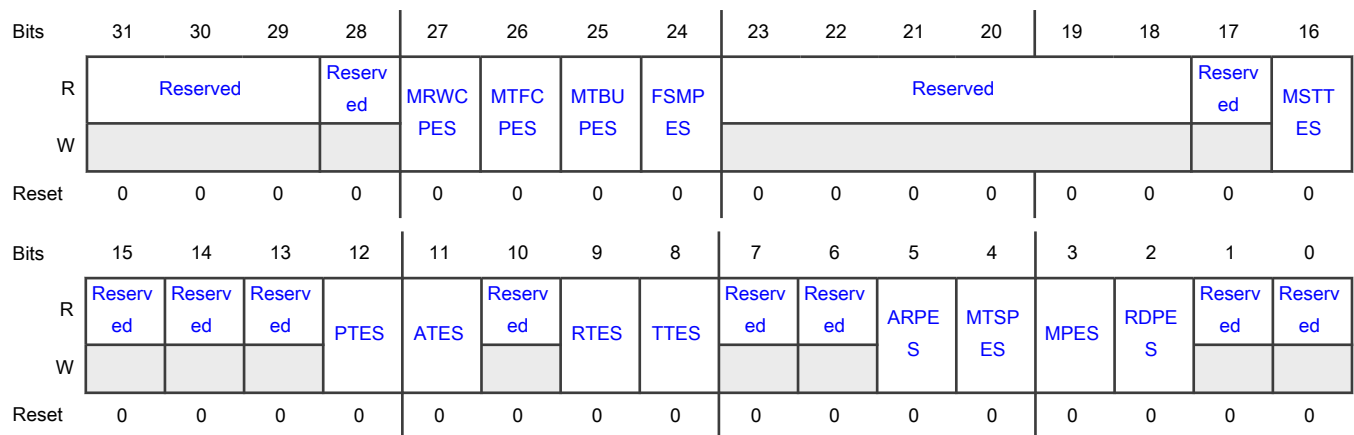 Bits 31 30 29 28 27 26 25 24 23 22 21 20 19 18 17 16
R Reserved Reserv ed MRWC PES MTFC PES MTBU PES FSMP ES Reserved Reserv ed MSTT ES
W
Reset 0 0 0 0 0 0 0 0 0 0 0 0 0 0 0 0
Bits 15 14 13 12 11 10 9 8 7 6 5 4 3 2 1 0
R Reserv ed Reserv ed Reserv ed PTES ATES Reserv ed RTES TTES Reserv ed Reserv ed ARPE S MTSP ES MPES RDPE S Reserv ed Reserv ed
W
Reset 0 0 0 0 0 0 0 0 0 0 0 0 0 0 0 0